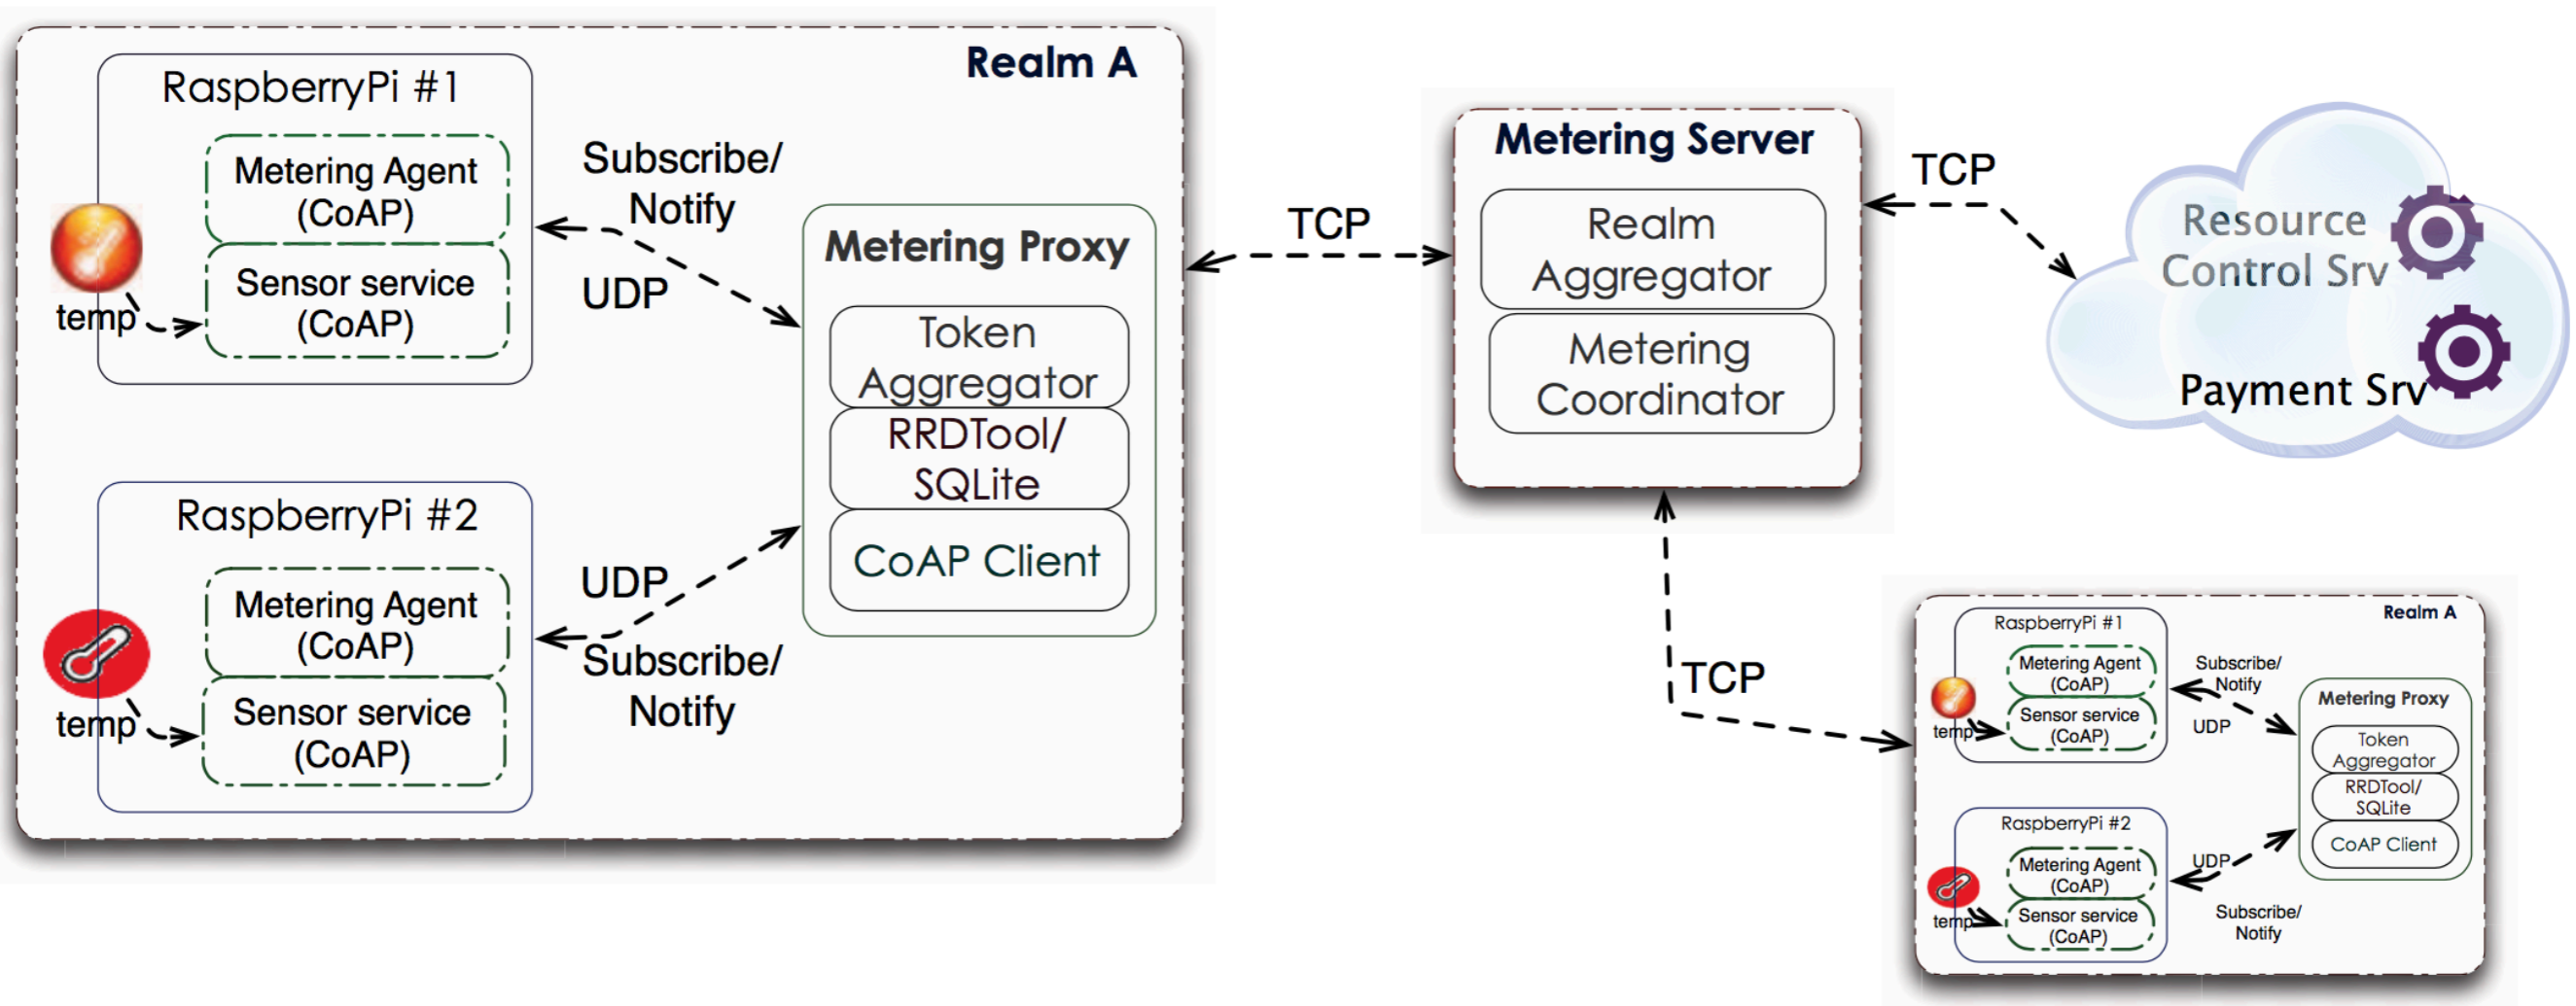 Realm A
RaspberryPi #1
Metering Agent
(CoAP)
Sensor service
(CoAP)
temp
Subscribe/
Notify
UDP
RaspberryPi #2
Metering Agent
(CoAP)
Sensor service
(CoAP)
temp
UDP
Subscribe/
Notify
Metering Proxy
Token
Aggregator
RRDTool/
SQLite
CoAP Client
TCP
Metering Server
Realm
Aggregator
Metering
Coordinator
TCP
Resource
Control Srv
Payment Srv
TCP
Realm A
RaspberryPi #1
Metering Agent
(CoAP)
Sensor service
(CoAP)
temp
Subscribe/
Notify
UDP
RaspberryPi #2
Metering Agent
(CoAP)
Sensor service
(CoAP)
temp
UDP
Subscribe/
Notify
Metering Proxy
Token
Aggregator
RRDTool/
SQLite
CoAP Client